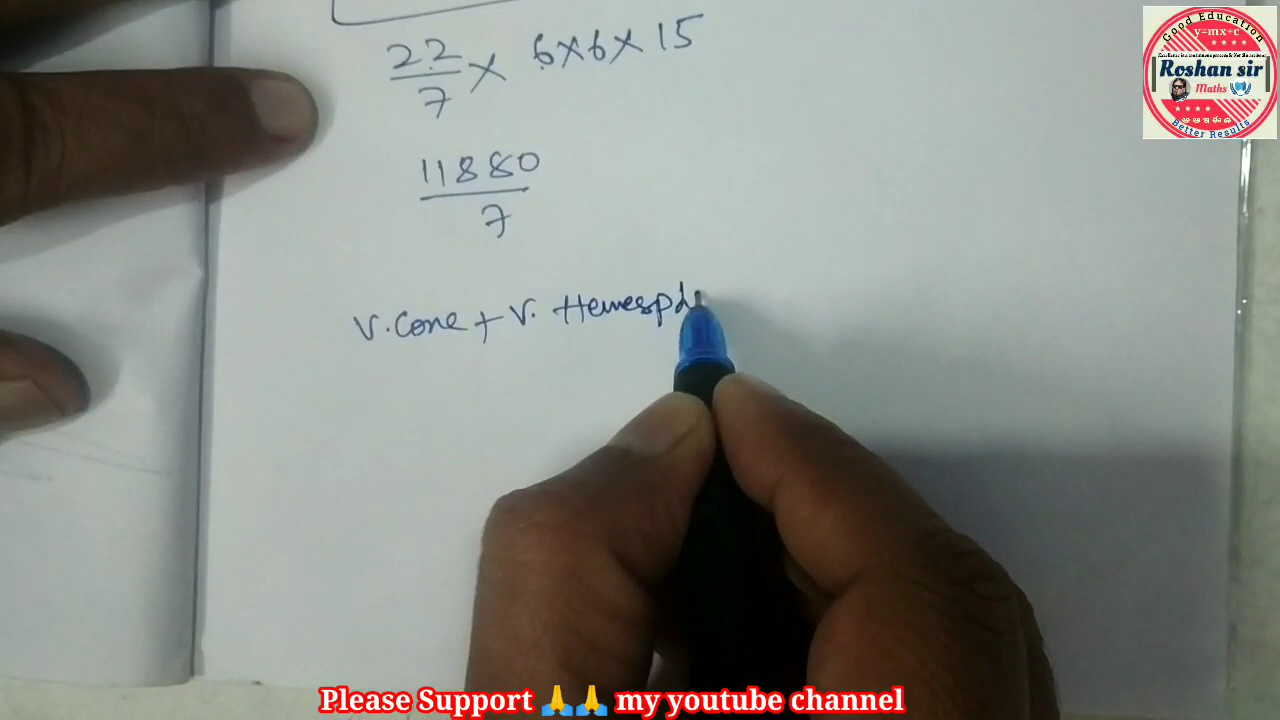 22/7 × 6×6× 15
11880/7
V. Cone + V. Hemesph
Good Education
y=mx+c
Roshan sir
Maths
Better Results
Please Support 🙏🙏 my youtube channel